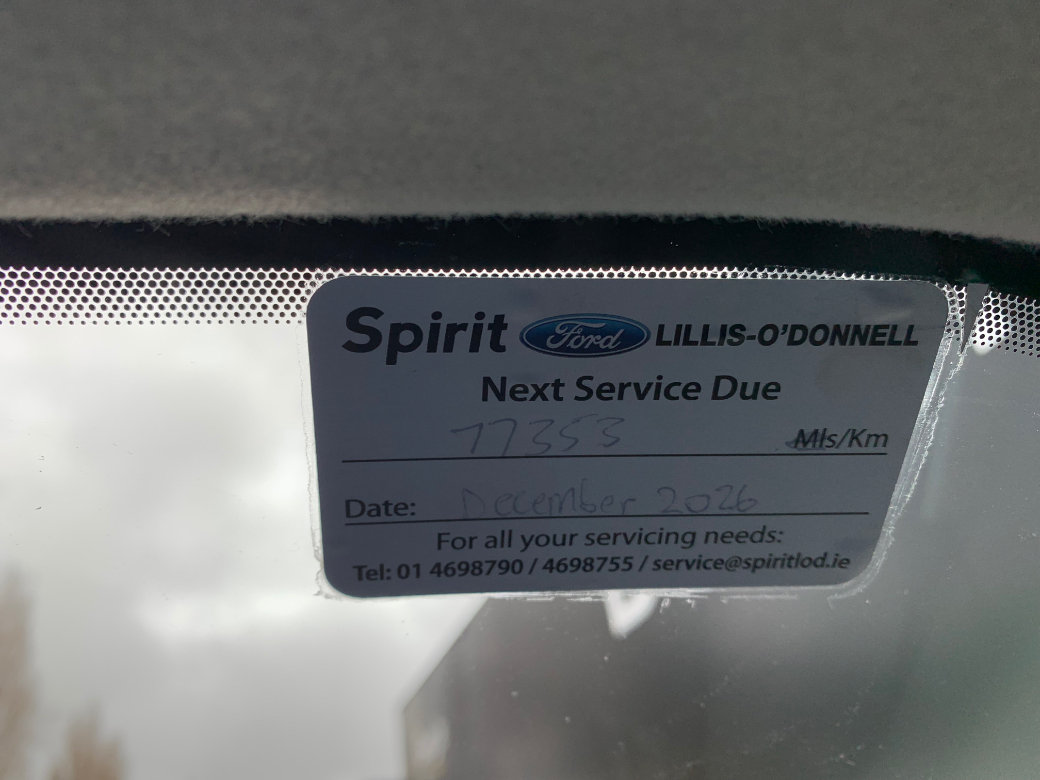 Spirit Ford LILLIS-O'DONNELL
Next Service Due
77353 Mls/Km
Date: December 2026
For all your servicing needs:
Tel: 01 4698790 / 4698755 / service@spiritlod.ie